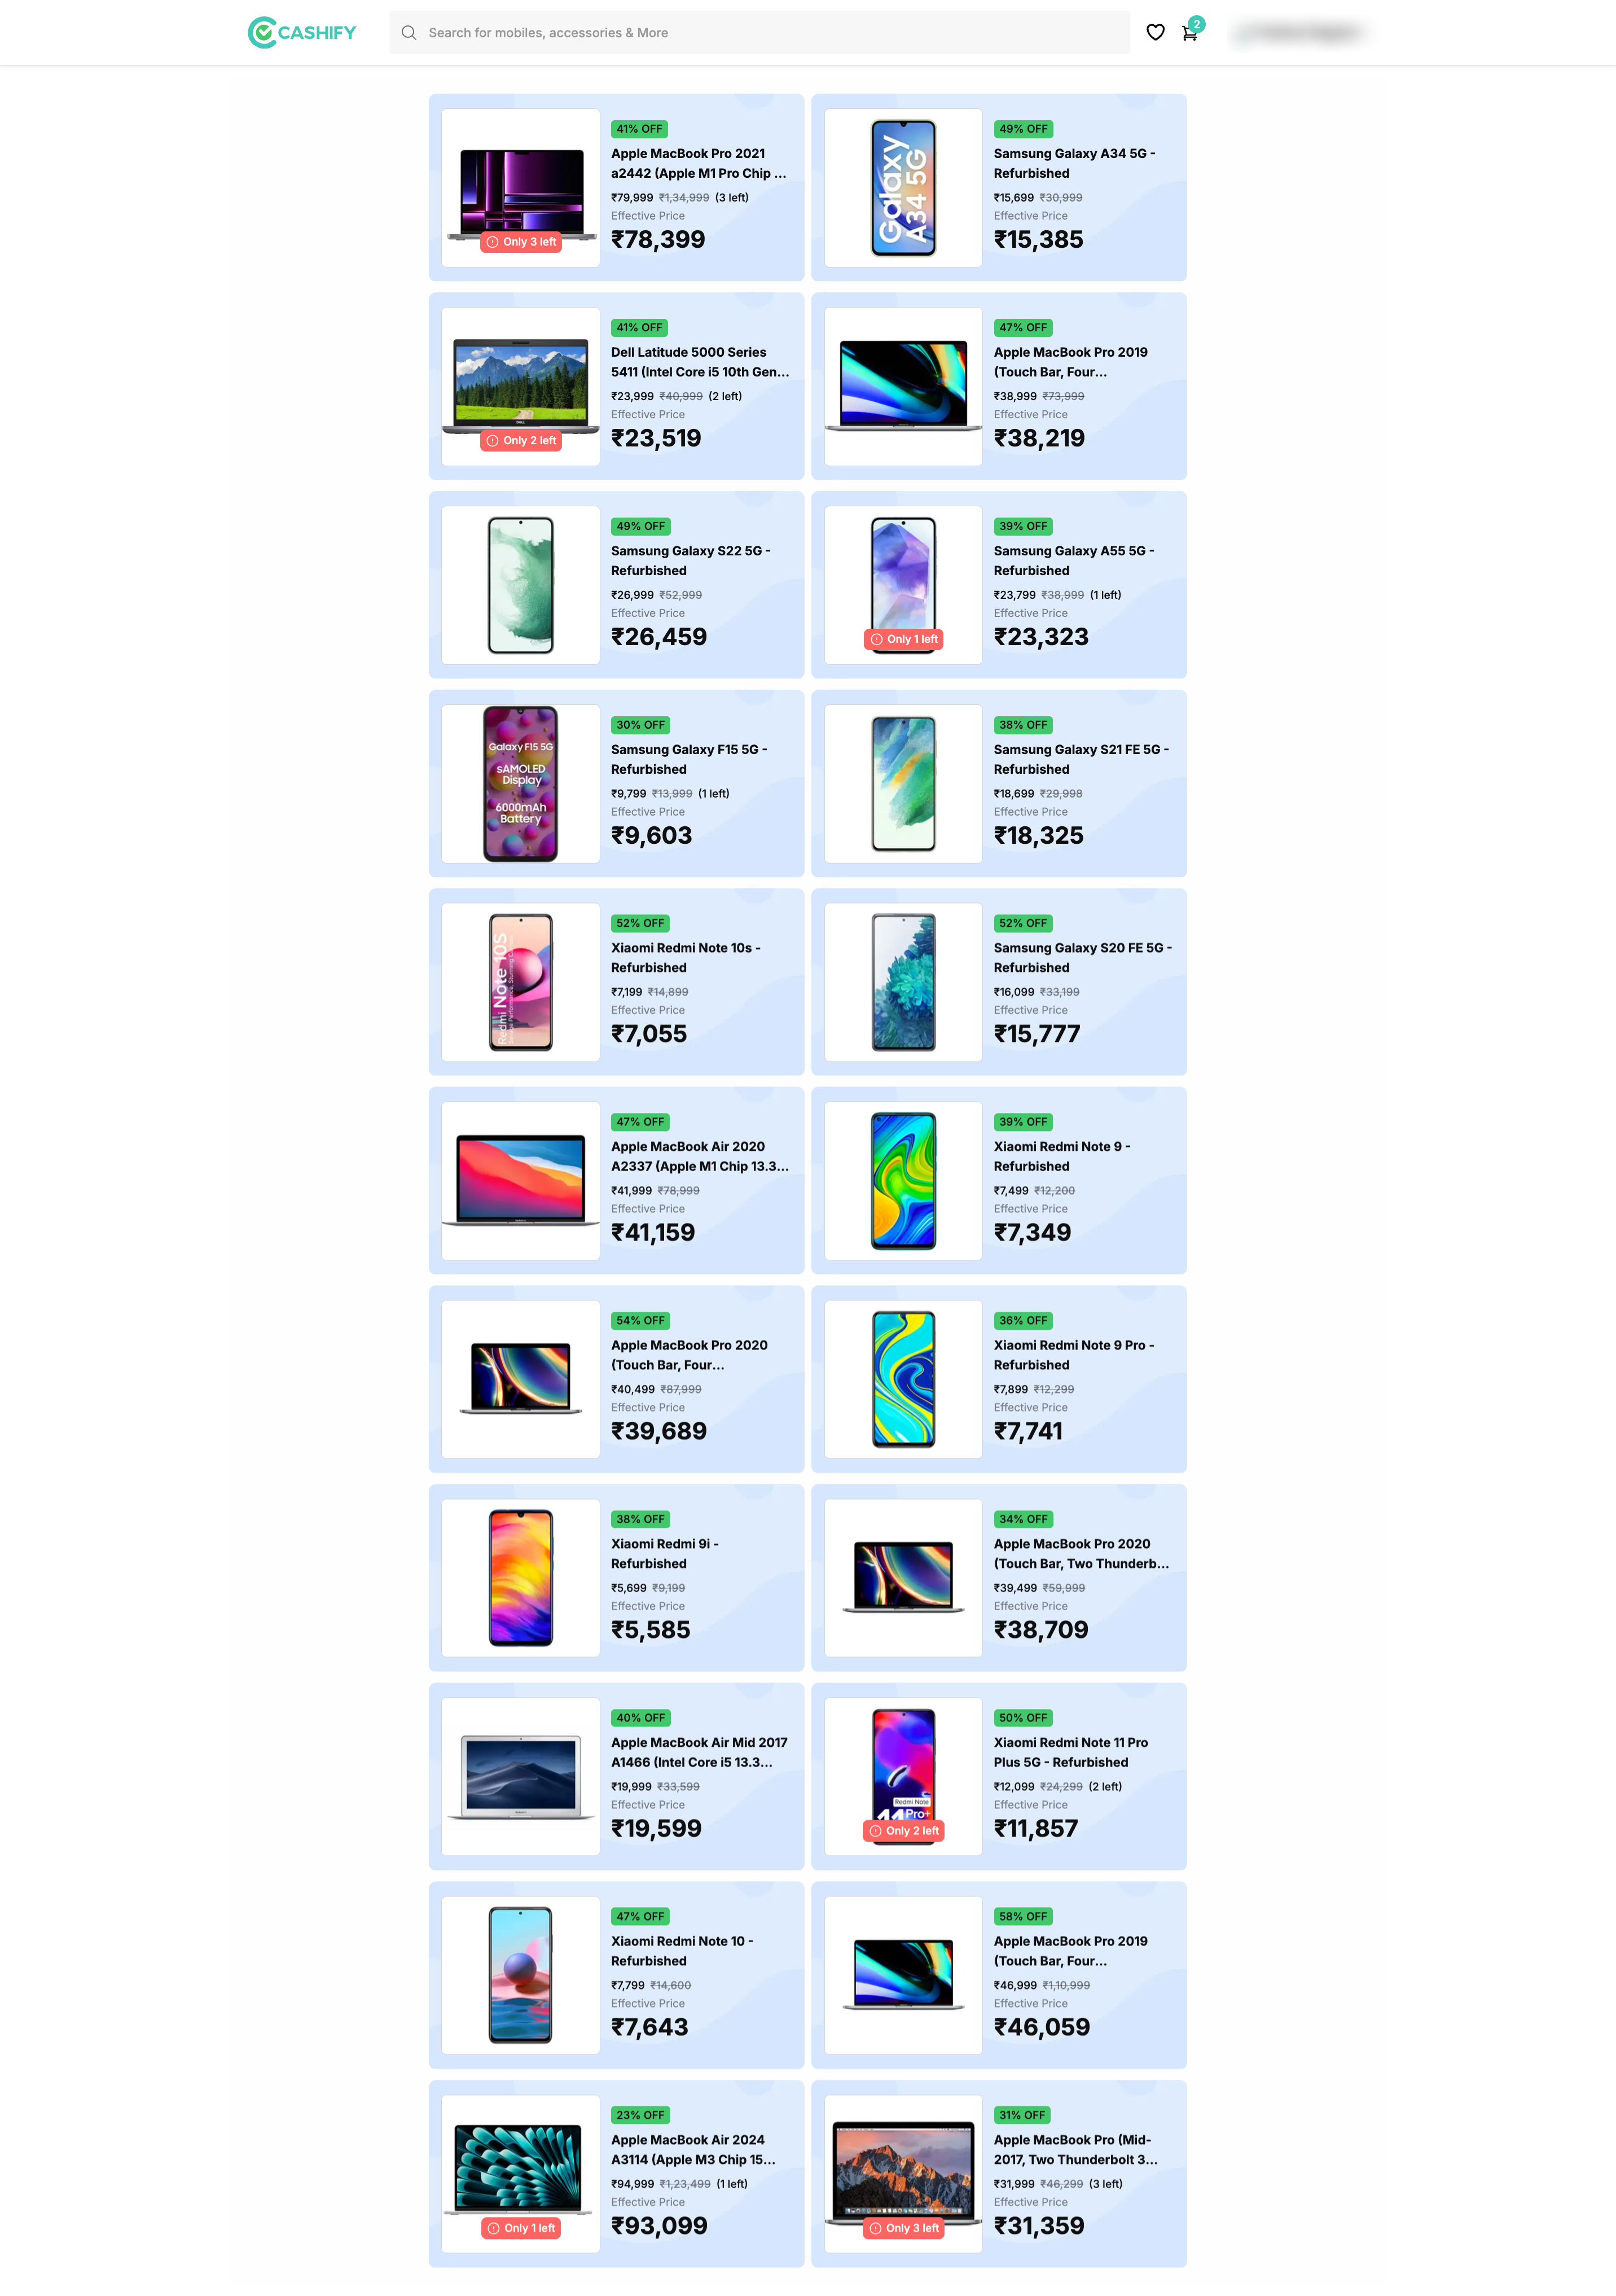 CASHIFY
Search for mobiles, accessories & More
2
41% OFF
Apple MacBook Pro 2021
a2442 (Apple M1 Pro Chip ...
₹79,999 ₹1,34,999 (3 left)
Effective Price
₹78,399
Only 3 left
49% OFF
Samsung Galaxy A34 5G -
Refurbished
₹15,699 ₹30,999
Effective Price
₹15,385
Galaxy
A34 5G
41% OFF
Dell Latitude 5000 Series
5411 (Intel Core i5 10th Gen...
₹23,999 ₹40,999 (2 left)
Effective Price
₹23,519
DELL
Only 2 left
47% OFF
Apple MacBook Pro 2019
(Touch Bar, Four...
₹38,999 ₹73,999
Effective Price
₹38,219
49% OFF
Samsung Galaxy S22 5G -
Refurbished
₹26,999 ₹52,999
Effective Price
₹26,459
39% OFF
Samsung Galaxy A55 5G -
Refurbished
₹23,799 ₹38,999 (1 left)
Effective Price
₹23,323
Only 1 left
30% OFF
Samsung Galaxy F15 5G -
Refurbished
₹9,799 ₹13,999 (1 left)
Effective Price
₹9,603
Galaxy F15 5G
sAMOLED
Display
6000mAh
Battery
38% OFF
Samsung Galaxy S21 FE 5G -
Refurbished
₹18,699 ₹29,998
Effective Price
₹18,325
52% OFF
Xiaomi Redmi Note 10s -
Refurbished
₹7,199 ₹14,899
Effective Price
₹7,055
Redmi Note 10S
52% OFF
Samsung Galaxy S20 FE 5G -
Refurbished
₹16,099 ₹33,199
Effective Price
₹15,777
47% OFF
Apple MacBook Air 2020
A2337 (Apple M1 Chip 13.3...
₹41,999 ₹78,999
Effective Price
₹41,159
39% OFF
Xiaomi Redmi Note 9 -
Refurbished
₹7,499 ₹12,200
Effective Price
₹7,349
54% OFF
Apple MacBook Pro 2020
(Touch Bar, Four...
₹40,499 ₹87,999
Effective Price
₹39,689
36% OFF
Xiaomi Redmi Note 9 Pro -
Refurbished
₹7,899 ₹12,299
Effective Price
₹7,741
38% OFF
Xiaomi Redmi 9i -
Refurbished
₹5,699 ₹9,199
Effective Price
₹5,585
34% OFF
Apple MacBook Pro 2020
(Touch Bar, Two Thunderb...
₹39,499 ₹59,999
Effective Price
₹38,709
40% OFF
Apple MacBook Air Mid 2017
A1466 (Intel Core i5 13.3...
₹19,999 ₹33,599
Effective Price
₹19,599
50% OFF
Xiaomi Redmi Note 11 Pro
Plus 5G - Refurbished
₹12,099 ₹24,299 (2 left)
Effective Price
₹11,857
Redmi Note
11 Pro+
Only 2 left
47% OFF
Xiaomi Redmi Note 10 -
Refurbished
₹7,799 ₹14,600
Effective Price
₹7,643
58% OFF
Apple MacBook Pro 2019
(Touch Bar, Four...
₹46,999 ₹1,10,999
Effective Price
₹46,059
23% OFF
Apple MacBook Air 2024
A3114 (Apple M3 Chip 15...
₹94,999 ₹1,23,499 (1 left)
Effective Price
₹93,099
Only 1 left
31% OFF
Apple MacBook Pro (Mid-
2017, Two Thunderbolt 3...
₹31,999 ₹46,299 (3 left)
Effective Price
₹31,359
Only 3 left